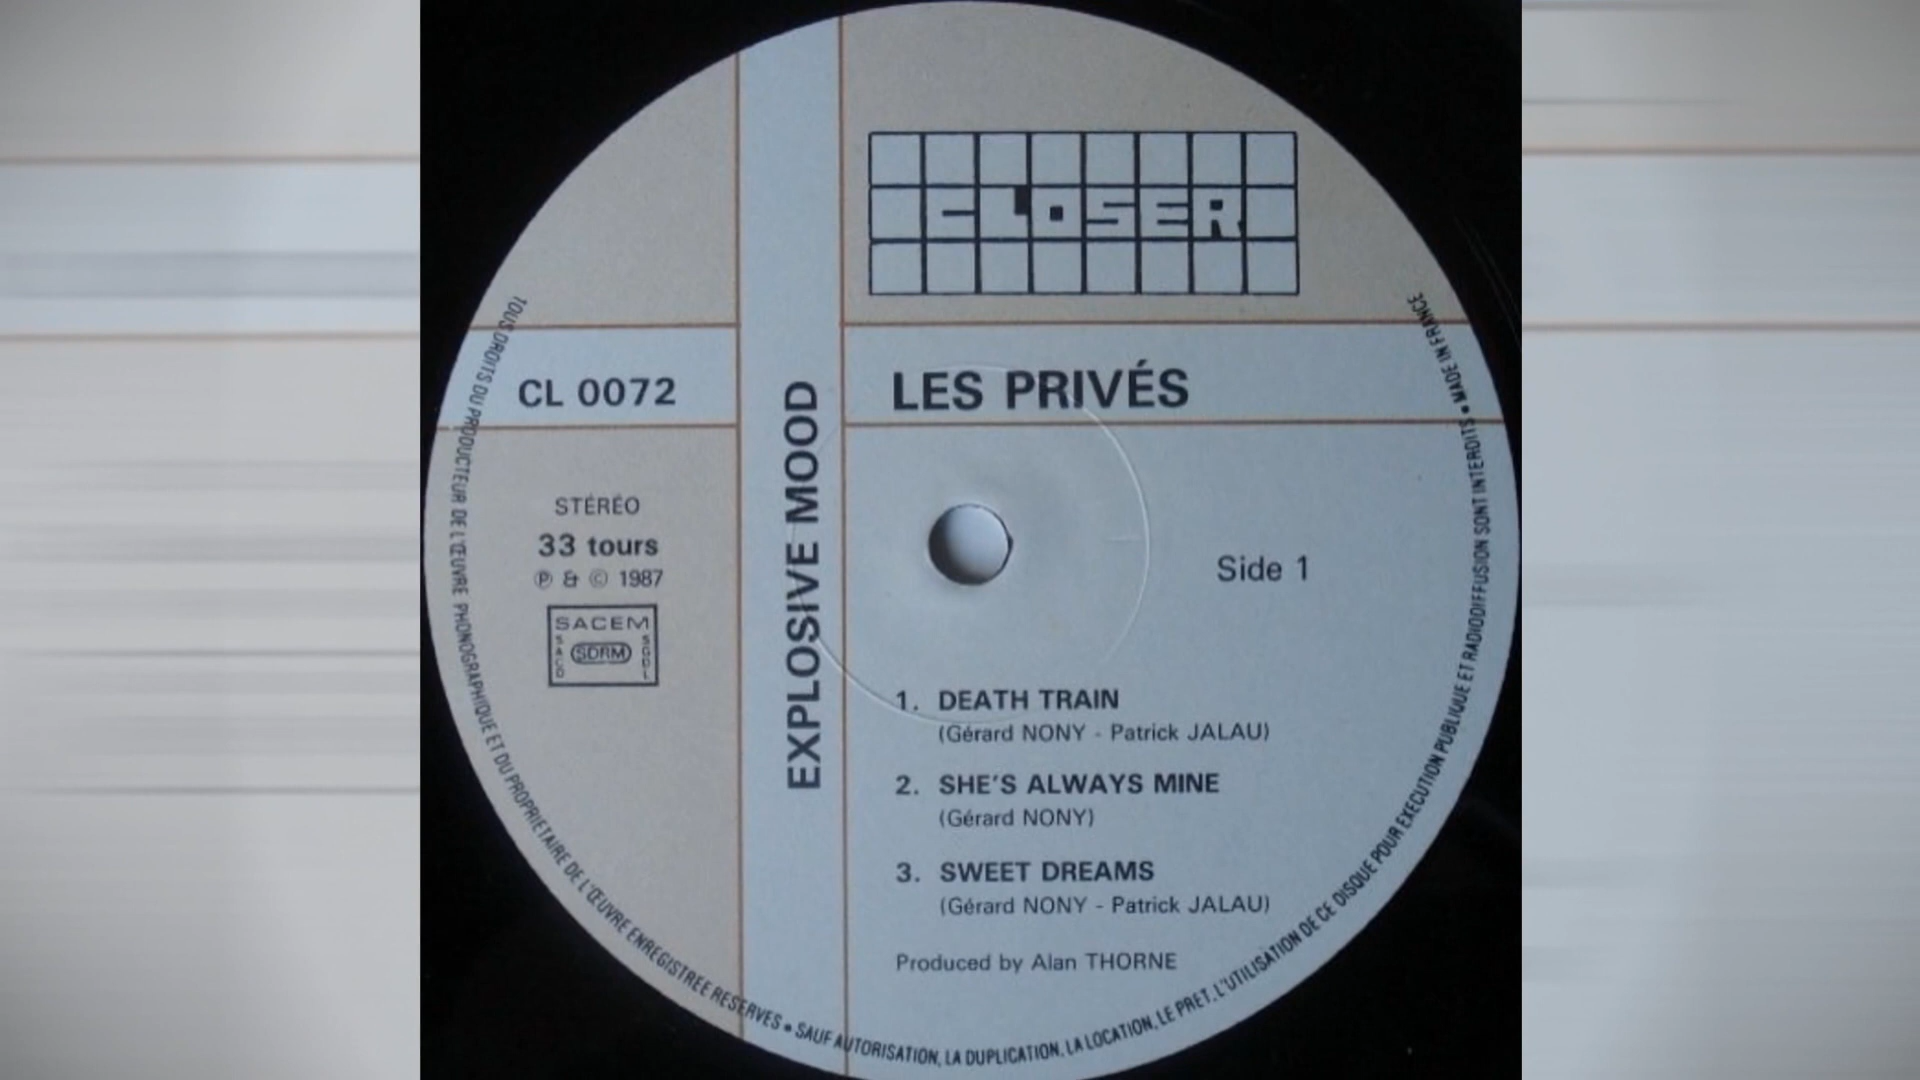 CLOSER
CL 0072
LES PRIVÉS
EXPLOSIVE MOOD
STÉRÉO
33 tours
℗ & © 1987
SACEM
SACD
SDRM
SGDL
Side 1
1. DEATH TRAIN
(Gérard NONY - Patrick JALAU)
2. SHE'S ALWAYS MINE
(Gérard NONY)
3. SWEET DREAMS
(Gérard NONY - Patrick JALAU)
Produced by Alan THORNE
TOUS DROITS DU PRODUCTEUR DE L'ŒUVRE PHONOGRAPHIQUE ET DU PROPRIETAIRE DE L'ŒUVRE ENREGISTREE RESERVES • SAUF AUTORISATION, LA DUPLICATION, LA LOCATION, LE PRET, L'UTILISATION DE CE DISQUE POUR EXECUTION PUBLIQUE ET RADIODIFFUSION SONT INTERDITS • MADE IN FRANCE